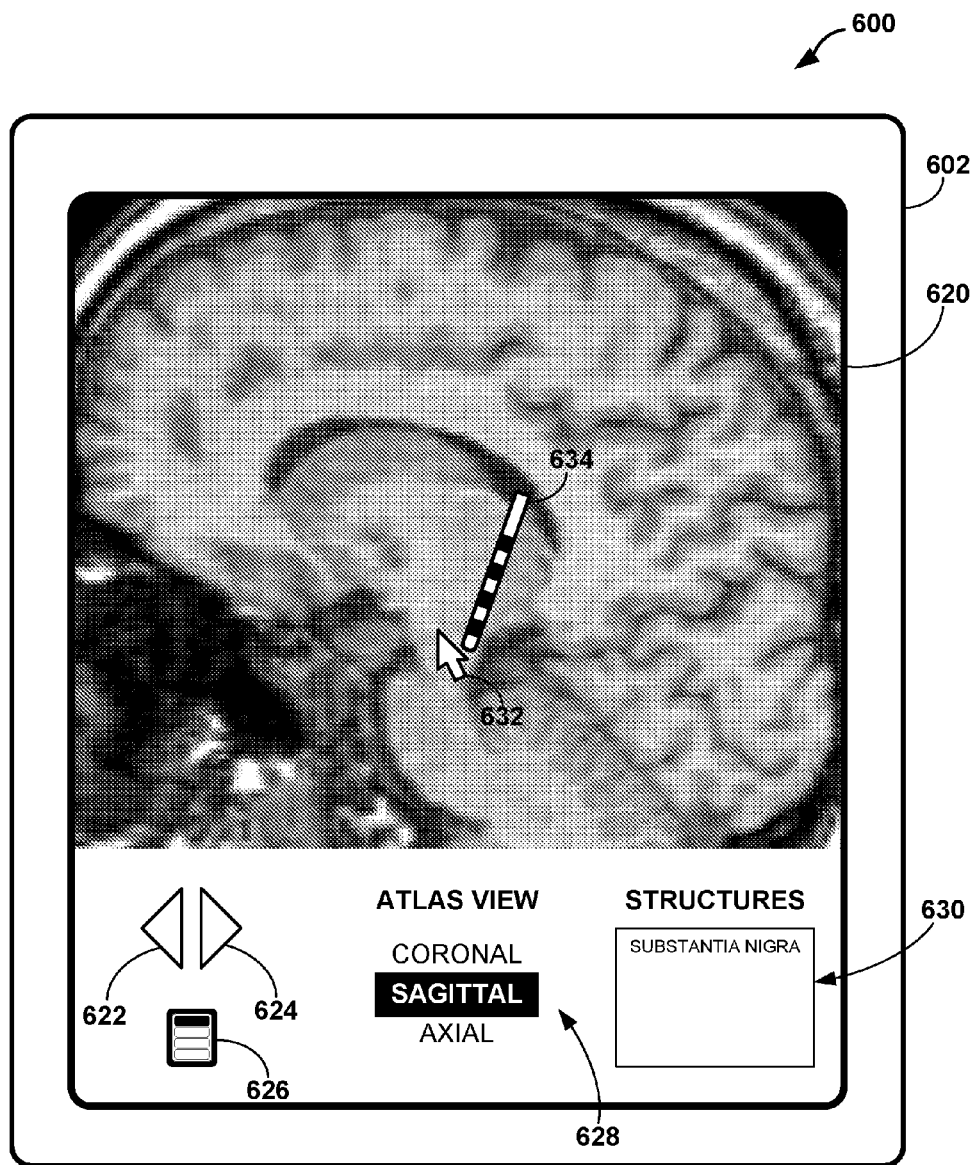 600
602
620
634
632
ATLAS VIEW
STRUCTURES
630
SUBSTANTIA NIGRA
CORONAL
SAGITTAL
AXIAL
622
624
626
628